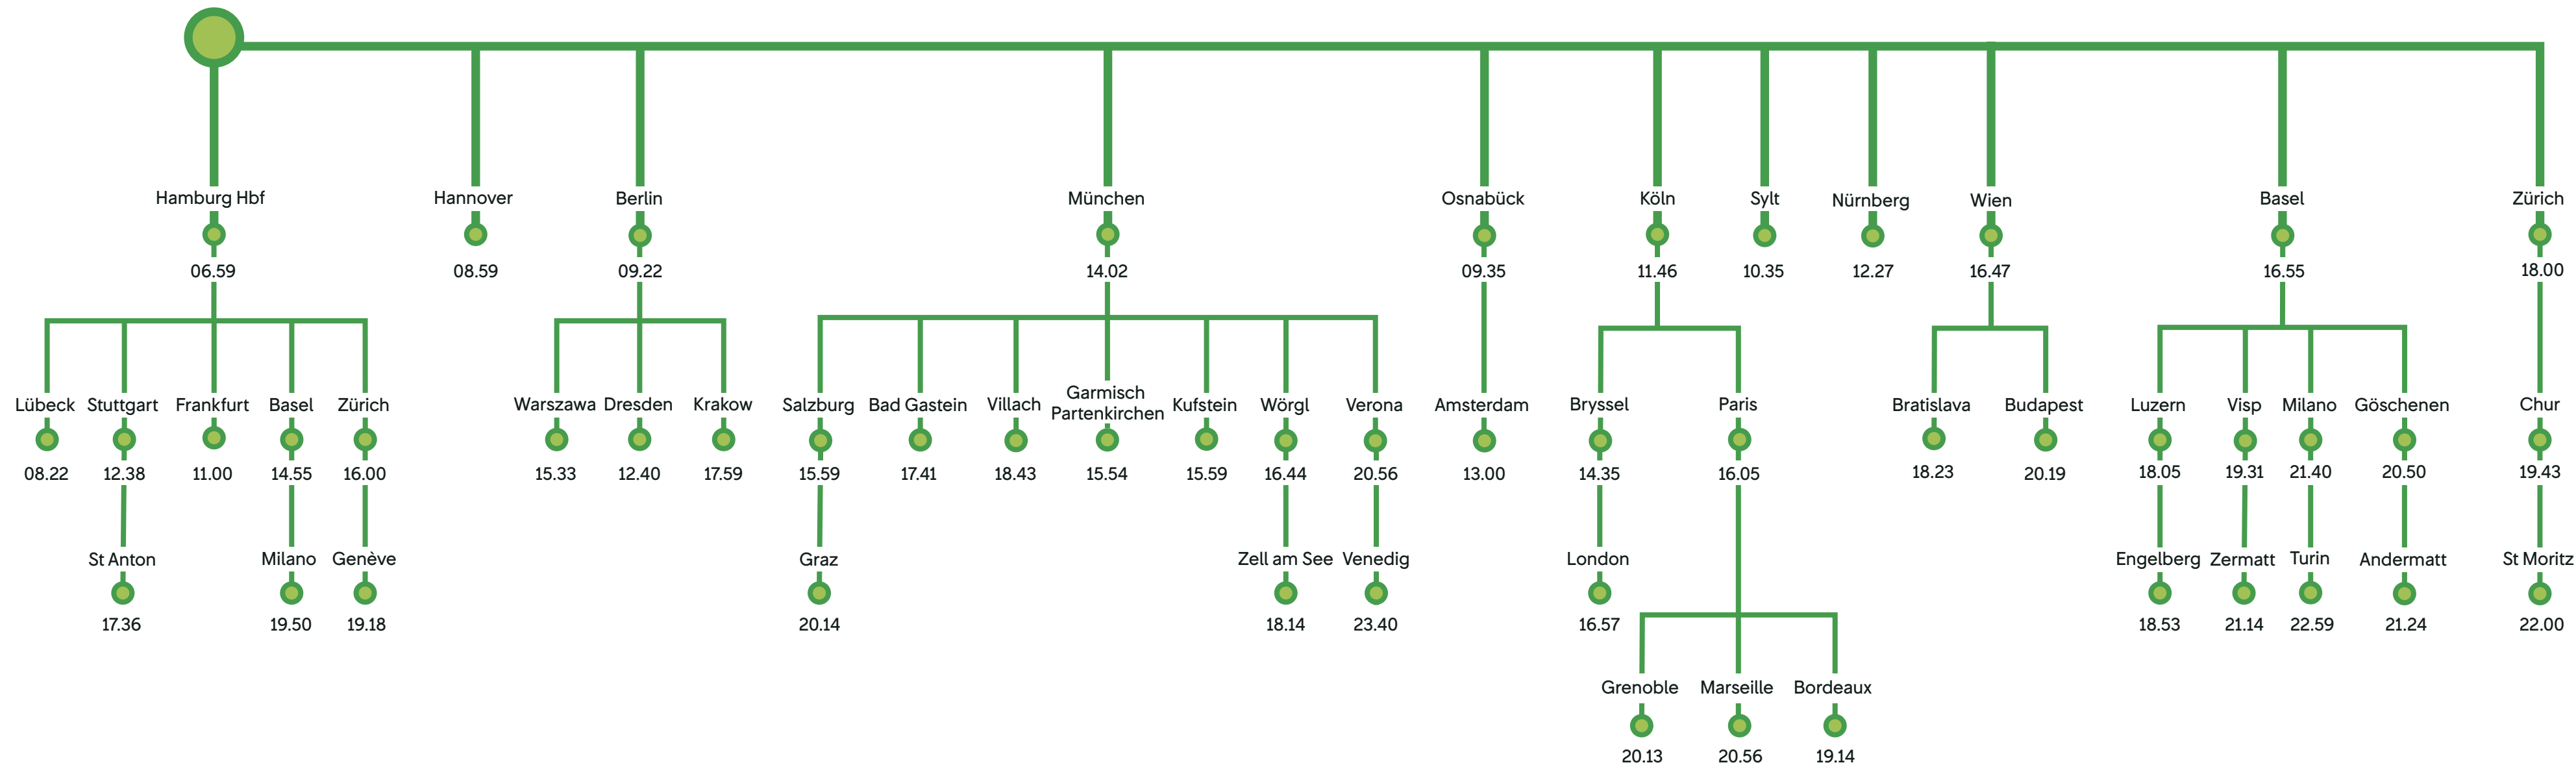 Hamburg Hbf
Hannover
Berlin
München
Osnabück
Köln
Sylt
Nürnberg
Wien
Basel
Zürich
06.59
08.59
09.22
14.02
09.35
11.46
10.35
12.27
16.47
16.55
18.00
Lübeck
Stuttgart
Frankfurt
Basel
Zürich
Warszawa
Dresden
Krakow
Salzburg
Bad Gastein
Villach
Garmisch
Partenkirchen
Kufstein
Wörgl
Verona
Amsterdam
Bryssel
Paris
Bratislava
Budapest
Luzern
Visp
Milano
Göschenen
Chur
08.22
12.38
11.00
14.55
16.00
15.33
12.40
17.59
15.59
17.41
18.43
15.54
15.59
16.44
20.56
13.00
14.35
16.05
18.23
20.19
18.05
19.31
21.40
20.50
19.43
St Anton
Milano
Genève
Graz
Zell am See
Venedig
London
Engelberg
Zermatt
Turin
Andermatt
St Moritz
17.36
19.50
19.18
20.14
18.14
23.40
16.57
18.53
21.14
22.59
21.24
22.00
Grenoble
Marseille
Bordeaux
20.13
20.56
19.14